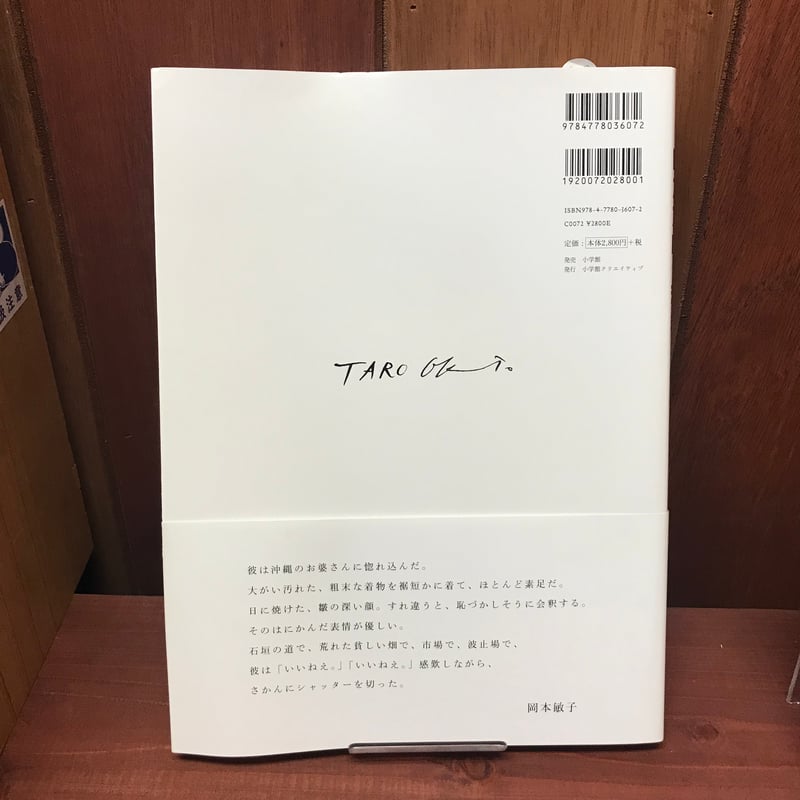 9784778036072
1920072028001
ISBN978-4-7780-3607-2
C0072 ¥2800E
定価：本体2,800円+税
発売 小学館
発行 小学館クリエイティブ
TARO
彼は沖縄のお婆さんに惚れ込んだ。
大がい汚れた、粗末な着物を裾短かに着て、ほとんど素足だ。
日に焼けた、皺の深い顔。すれ違うと、恥づかしそうに会釈する。
そのはにかんだ表情が優しい。
石垣の道で、荒れた貧しい畑で、市場で、波止場で、
彼は「いいねえ。」「いいねえ。」感歎しながら、
さかんにシャッターを切った。
岡本敏子
注意